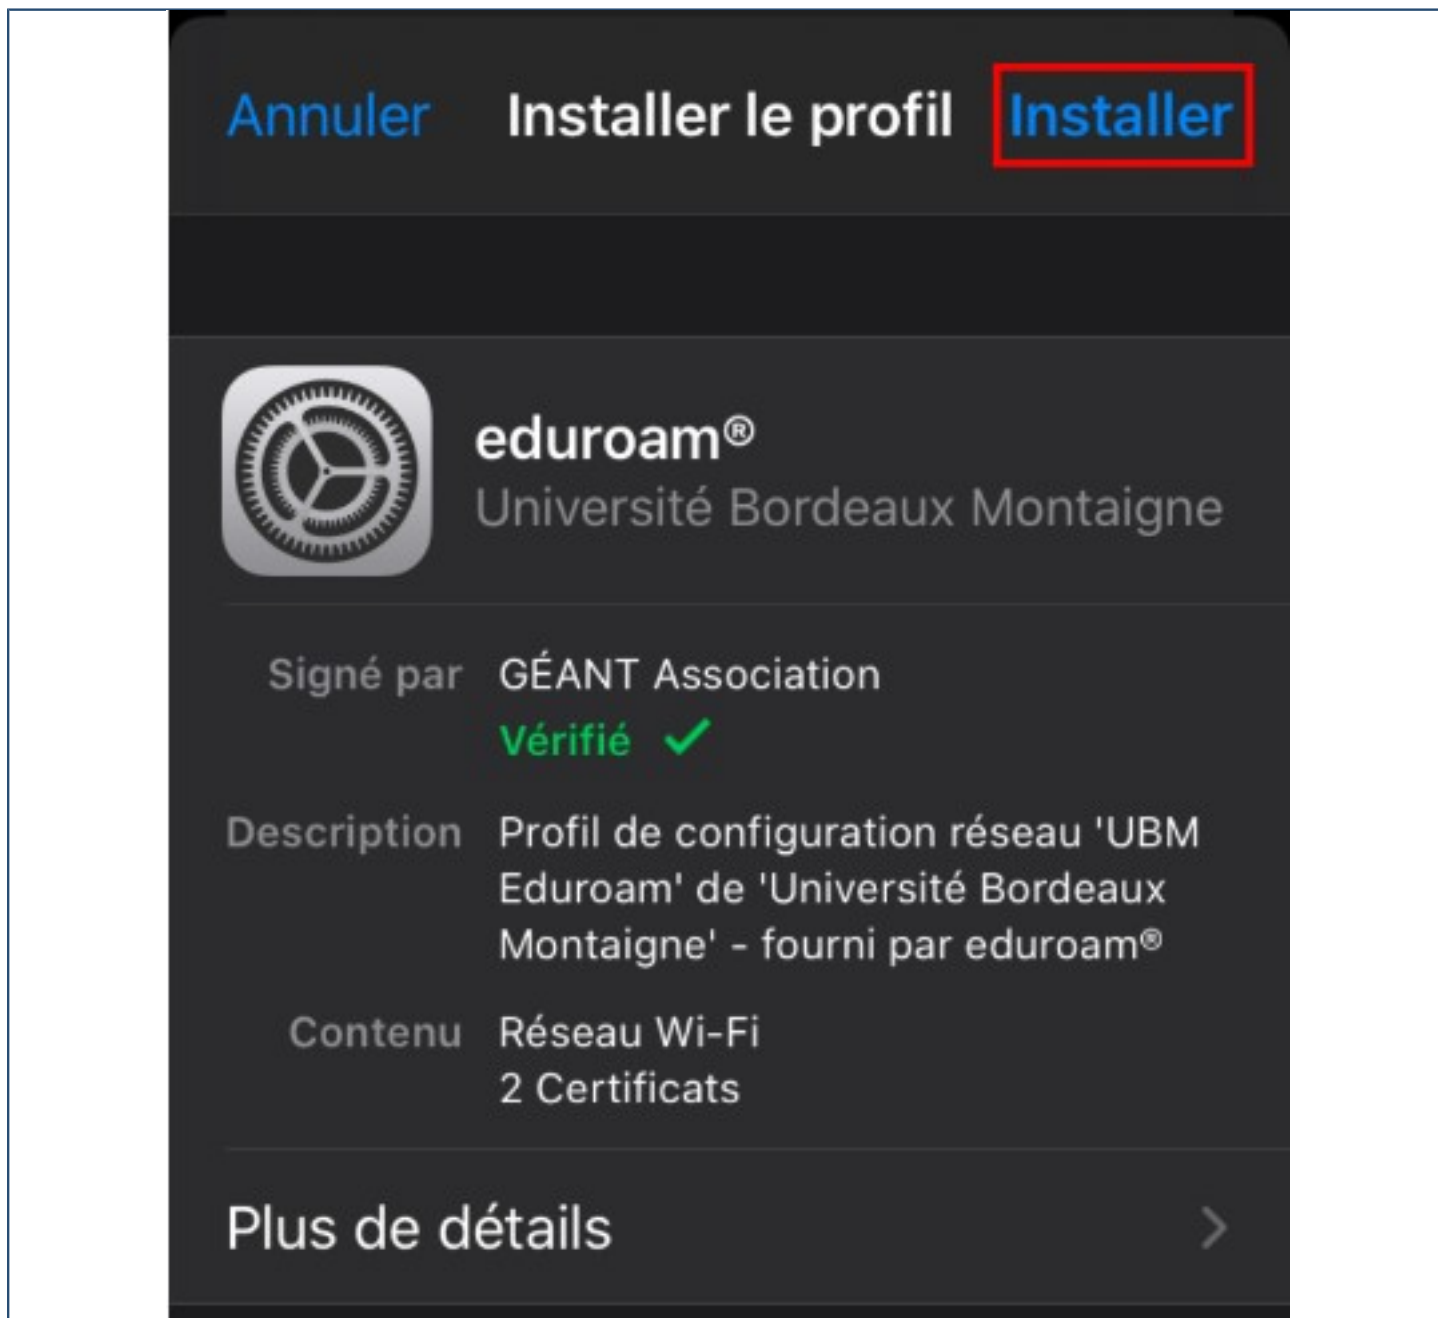 Annuler Installer le profil Installer
eduroam®
Université Bordeaux Montaigne
Signé par GÉANT Association
Vérifié ✓
Description Profil de configuration réseau 'UBM
Eduroam' de 'Université Bordeaux
Montaigne' - fourni par eduroam®
Contenu Réseau Wi-Fi
2 Certificats
Plus de détails